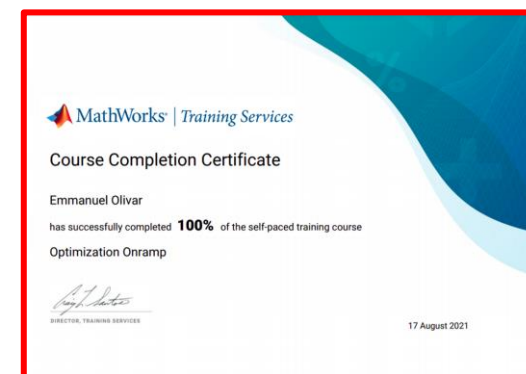 MathWorks® | Training Services
Course Completion Certificate
Emmanuel Olivar
has successfully completed 100% of the self-paced training course
Optimization Onramp
DIRECTOR, TRAINING SERVICES
17 August 2021